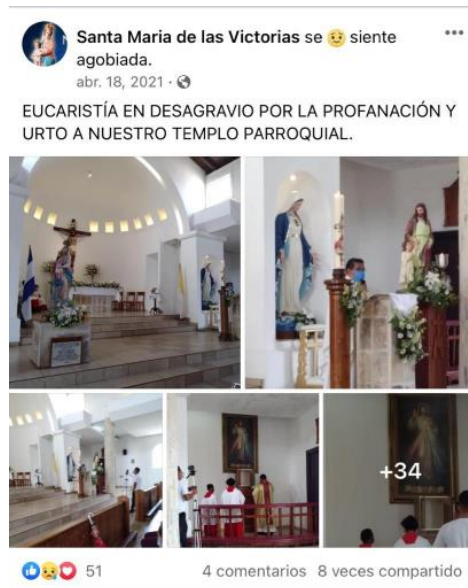 Santa Maria de las Victorias se 😉 siente
agobiada.
abr. 18, 2021 ·
EUCARISTÍA EN DESAGRAVIO POR LA PROFANACIÓN Y
URTO A NUESTRO TEMPLO PARROQUIAL.
+34
51
4 comentarios 8 veces compartido